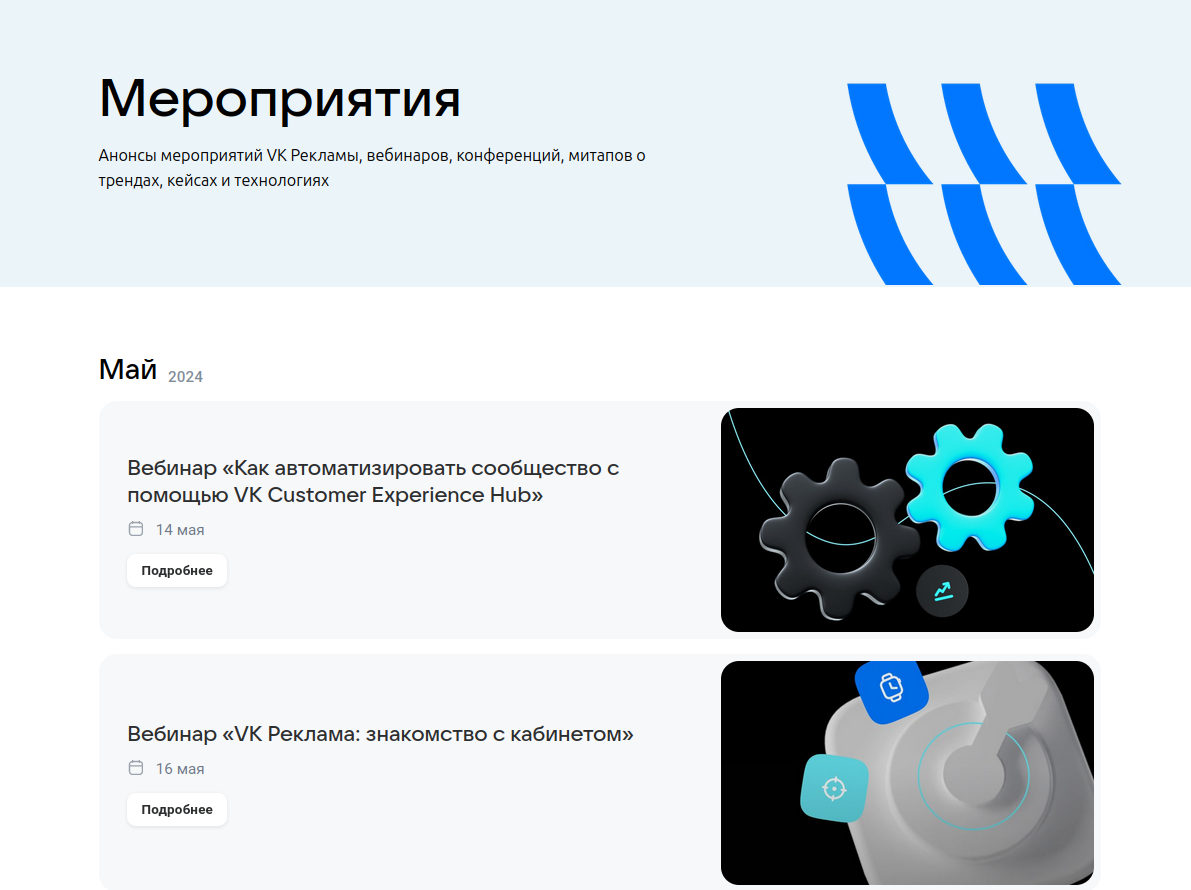 Мероприятия
Анонсы мероприятий VK Рекламы, вебинаров, конференций, митапов о
трендах, кейсах и технологиях
Май 2024
Вебинар «Как автоматизировать сообщество с
помощью VK Customer Experience Hub»
14 мая
Подробнее
Вебинар «VK Реклама: знакомство с кабинетом»
16 мая
Подробнее